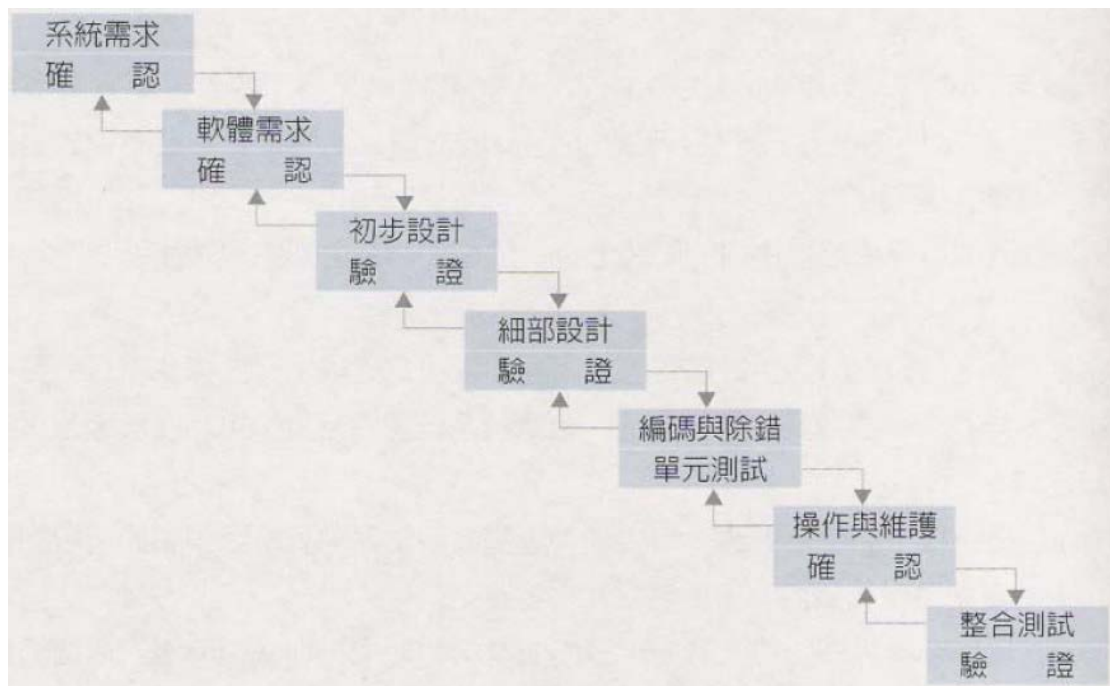 系統需求
確 認
軟體需求
確 認
初步設計
驗 證
細部設計
驗 證
編碼與除錯
單元測試
操作與維護
確 認
整合測試
驗 證